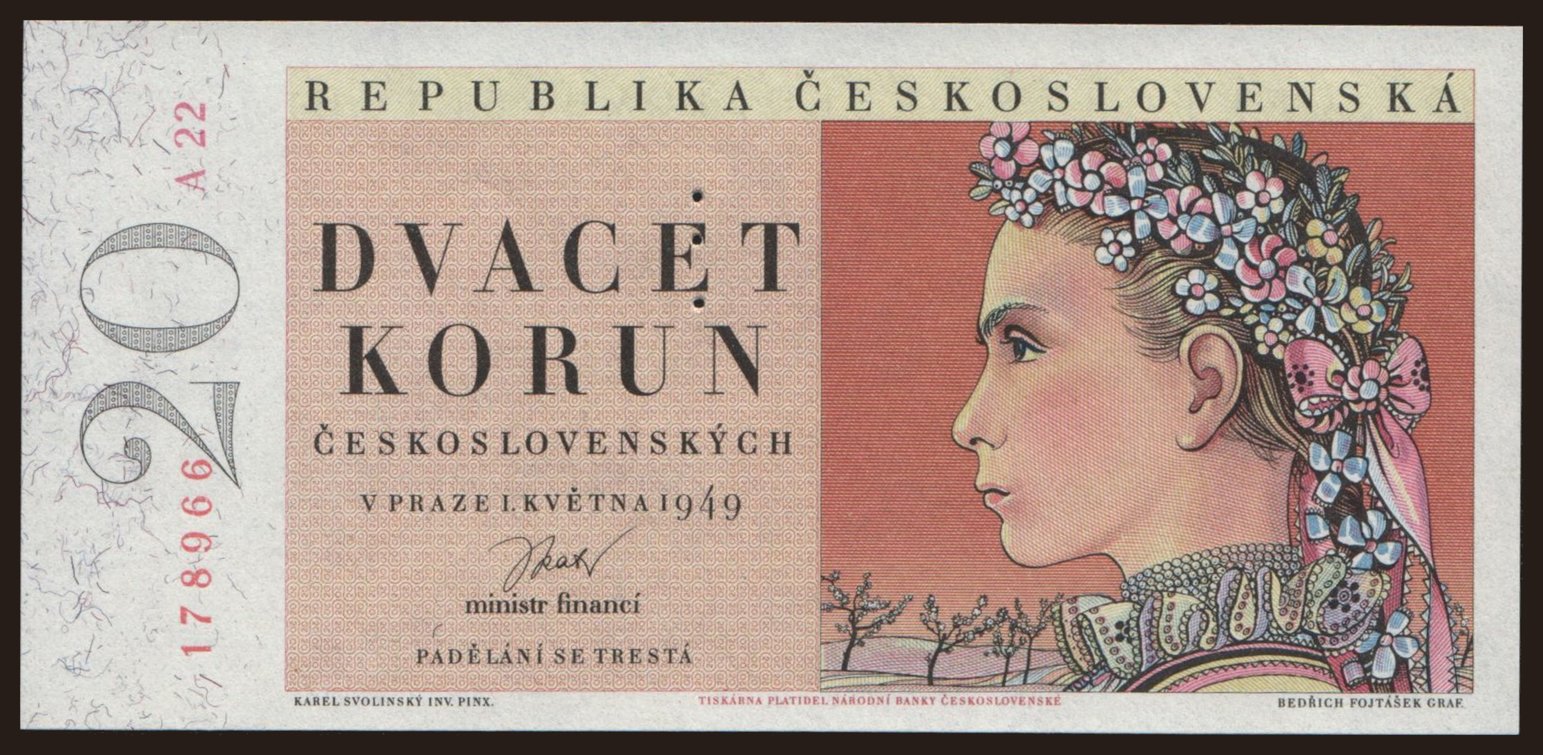 REPUBLIKA ČESKOSLOVENSKÁ
A 22
20
178966
DVACET
KORUN
ČESKOSLOVENSKÝCH
V PRAZE 1. KVĚTNA 1949
ministr financí
PADĚLÁNÍ SE TRESTÁ
KAREL SVOLINSKÝ INV. PINX.
TISKÁRNA PLATIDEL NÁRODNÍ BANKY ČESKOSLOVENSKÉ
BEDŘICH FOJTÁŠEK GRAF.